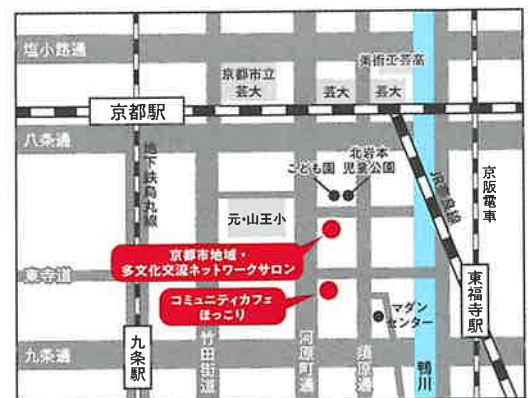 塩小路通
美術工芸高
京都市立
芸大
芸大
芸大
京都駅
八条通
地下鉄烏丸線
北岩本
こども園 児童公園
JR奈良線
京阪電車
元・山王小
京都市地域・
多文化交流ネットワークサロン
東寺道
コミュニティカフェ
ほっこり
マダン
センター
東福寺駅
九条通
九条駅
竹田街道
河原町通
須原通
鴨川